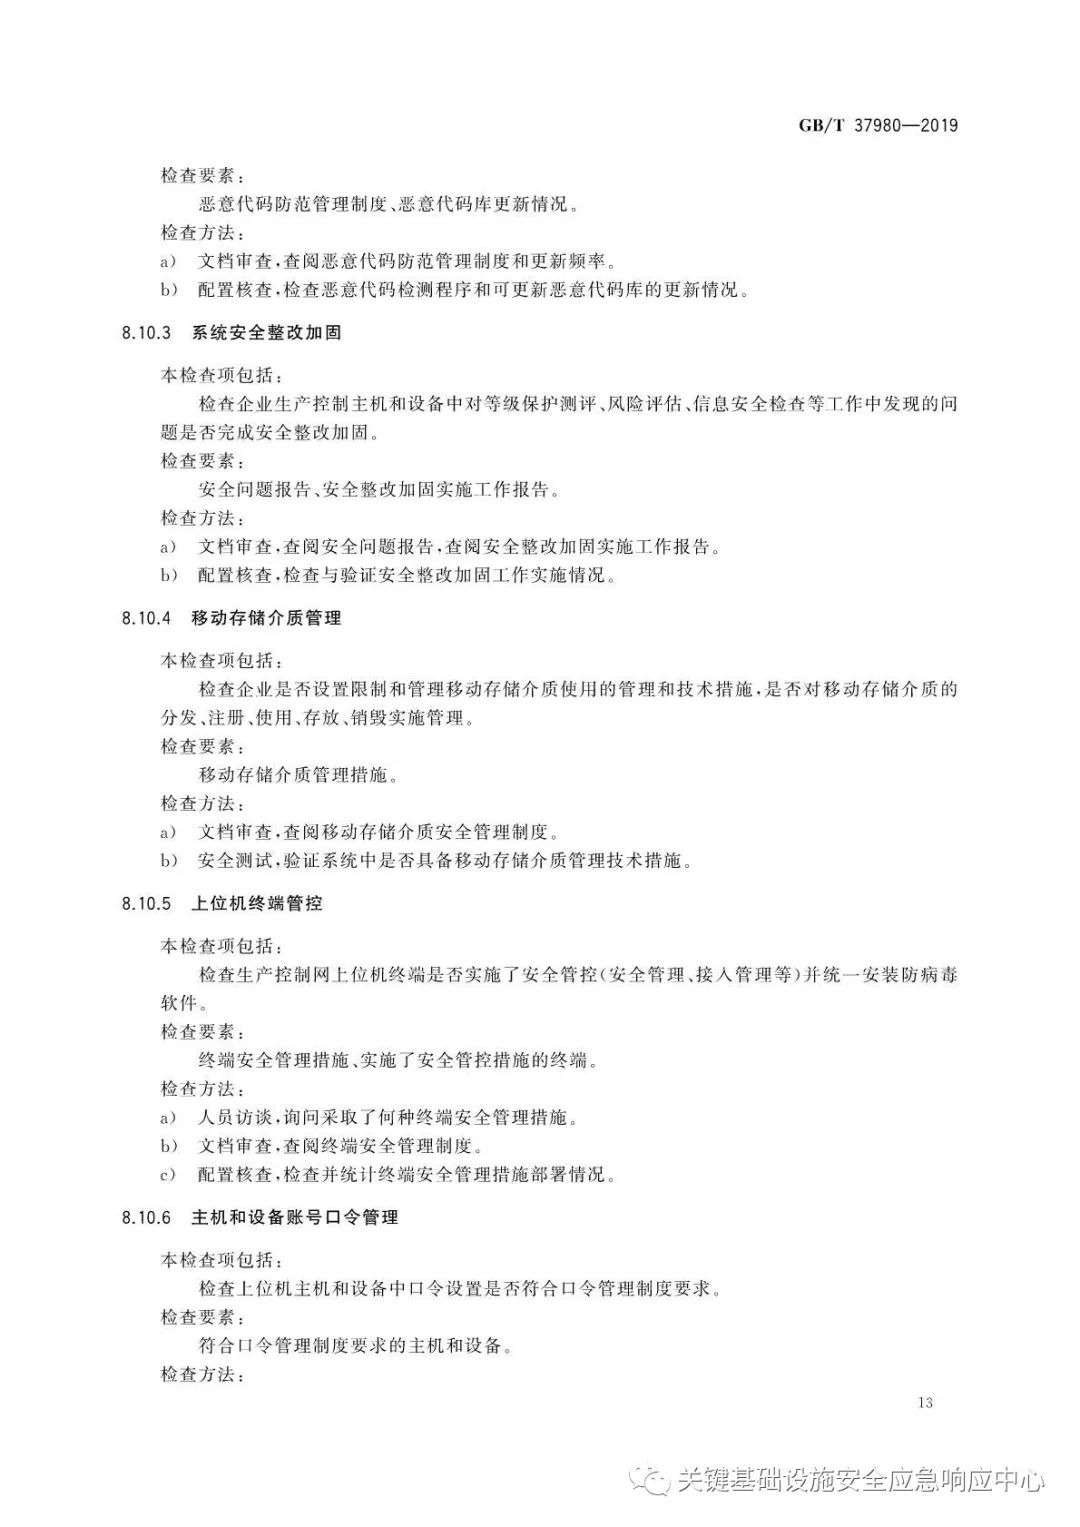 GB/T 37980—2019
检查要素：
恶意代码防范管理制度、恶意代码库更新情况。
检查方法：
a) 文档审查，查阅恶意代码防范管理制度和更新频率。
b) 配置核查，检查恶意代码检测程序和可更新恶意代码库的更新情况。
8.10.3 系统安全整改加固
本检查项包括：
检查企业生产控制主机和设备中对等级保护测评、风险评估、信息安全检查等工作中发现的问
题是否完成安全整改加固。
检查要素：
安全问题报告、安全整改加固实施工作报告。
检查方法：
a) 文档审查，查阅安全问题报告，查阅安全整改加固实施工作报告。
b) 配置核查，检查与验证安全整改加固工作实施情况。
8.10.4 移动存储介质管理
本检查项包括：
检查企业是否设置限制和管理移动存储介质使用的管理和技术措施，是否对移动存储介质的
分发、注册、使用、存放、销毁实施管理。
检查要素：
移动存储介质管理措施。
检查方法：
a) 文档审查，查阅移动存储介质安全管理制度。
b) 安全测试，验证系统中是否具备移动存储介质管理技术措施。
8.10.5 上位机终端管控
本检查项包括：
检查生产控制网上位机终端是否实施了安全管控(安全管理、接入管理等)并统一安装防病毒
软件。
检查要素：
终端安全管理措施、实施了安全管控措施的终端。
检查方法：
a) 人员访谈，询问采取了何种终端安全管理措施。
b) 文档审查，查阅终端安全管理制度。
c) 配置核查，检查并统计终端安全管理措施部署情况。
8.10.6 主机和设备账号口令管理
本检查项包括：
检查上位机主机和设备中口令设置是否符合口令管理制度要求。
检查要素：
符合口令管理制度要求的主机和设备。
检查方法：
13
关键基础设施安全应急响应中心